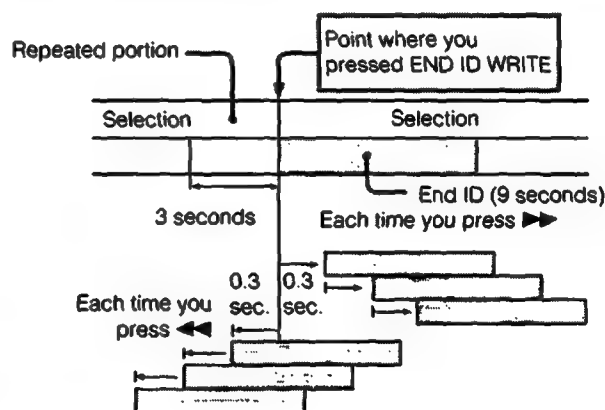 Repeated portion
Point where you
pressed END ID WRITE
Selection
Selection
End ID (9 seconds)
3 seconds
Each time you press ▶▶
0.3
sec.
0.3
sec.
Each time you
press ◀◀